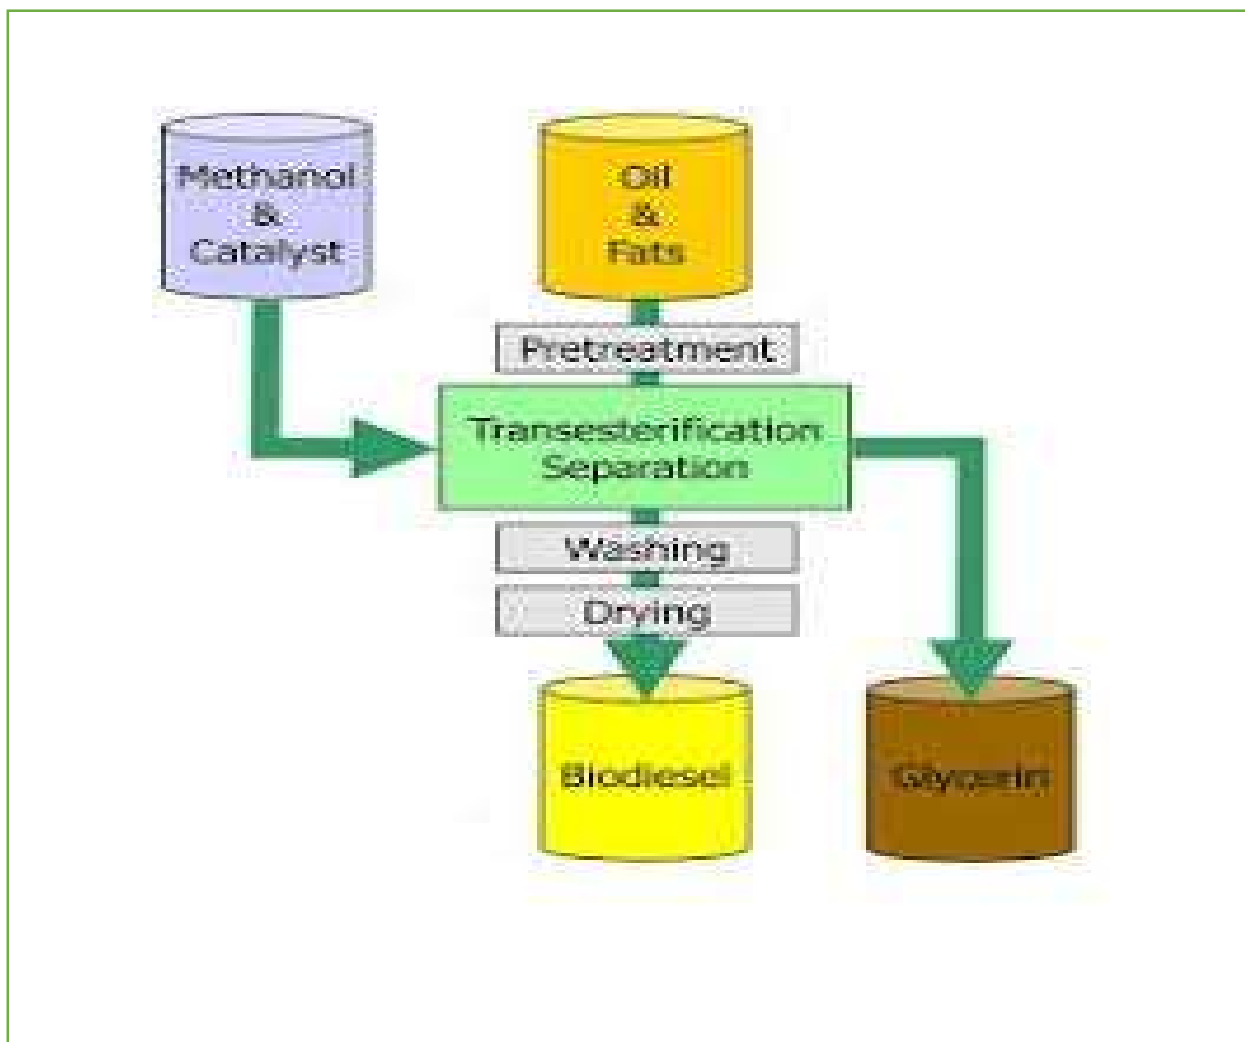 Methanol
&
Catalyst
Oil
&
Fats
Pretreatment
Transesterification
Separation
Washing
Drying
Biodiesel
Glycerin